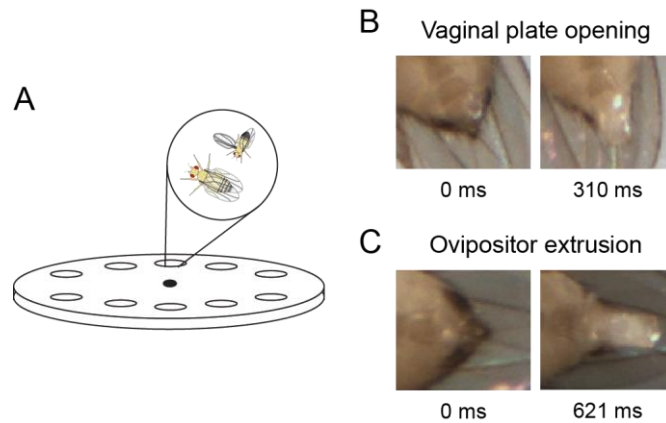 A
B
Vaginal plate opening
0 ms
310 ms
C
Ovipositor extrusion
0 ms
621 ms